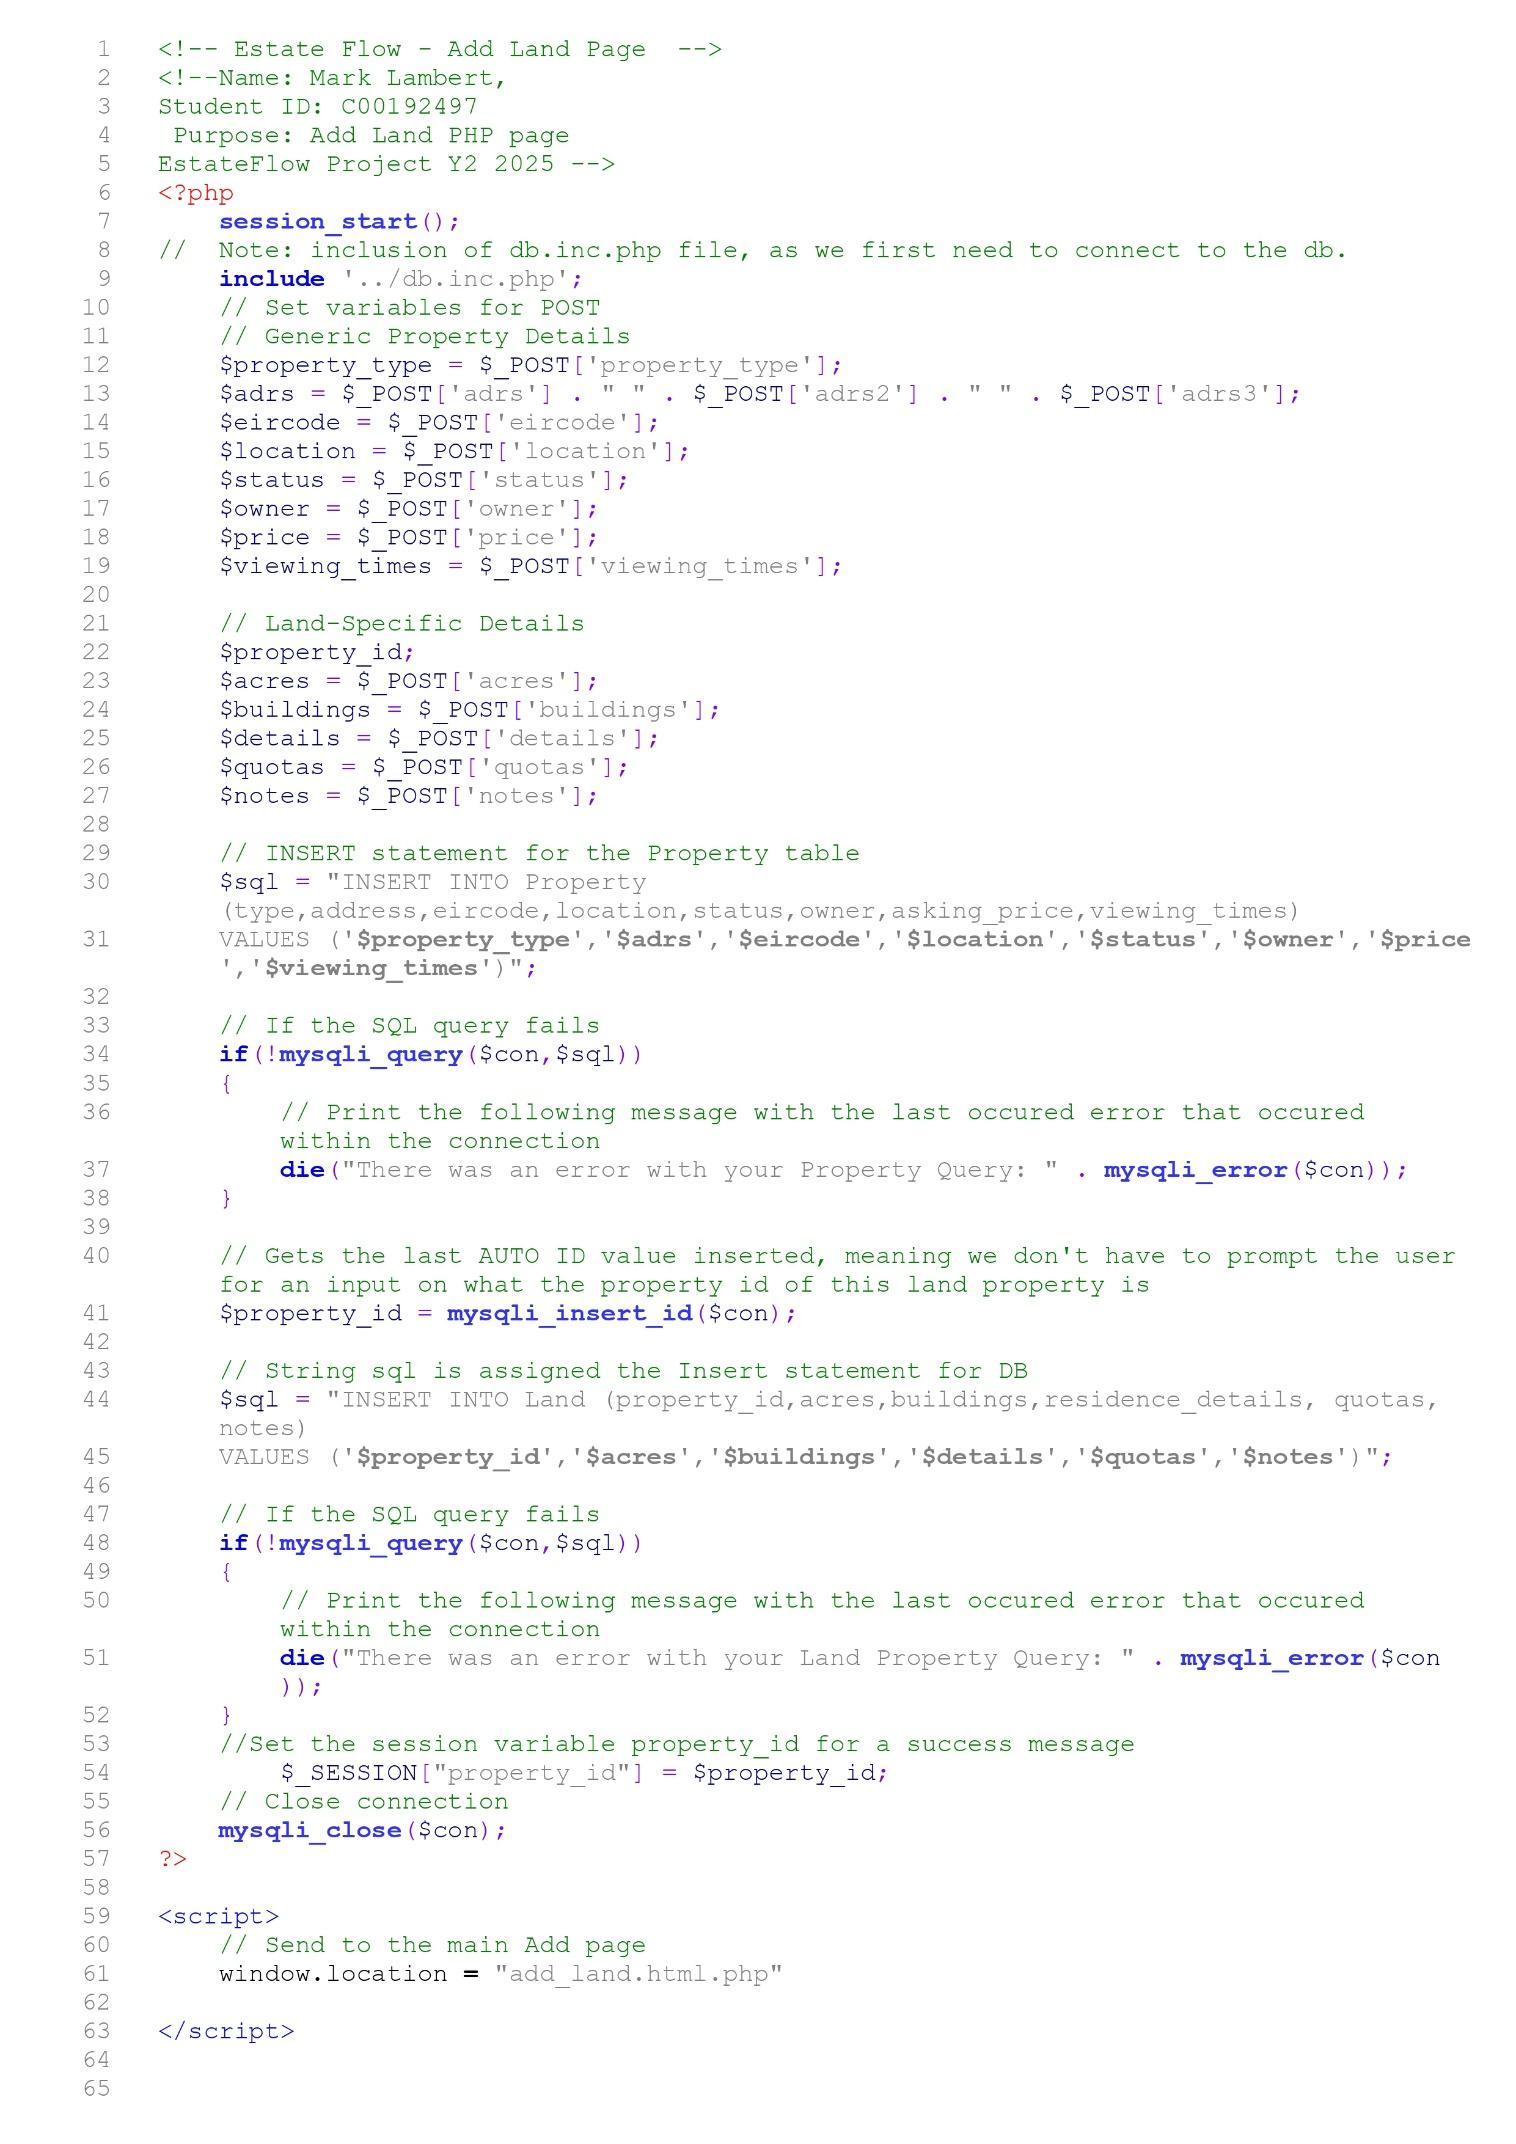 1 <!-- Estate Flow - Add Land Page  -->
2 <!--Name: Mark Lambert,
3 Student ID: C00192497
4  Purpose: Add Land PHP page
5 EstateFlow Project Y2 2025 -->
6 <?php
7     session_start();
8 //  Note: inclusion of db.inc.php file, as we first need to connect to the db.
9     include '../db.inc.php';
10     // Set variables for POST
11     // Generic Property Details
12     $property_type = $_POST['property_type'];
13     $adrs = $_POST['adrs'] . " " . $_POST['adrs2'] . " " . $_POST['adrs3'];
14     $eircode = $_POST['eircode'];
15     $location = $_POST['location'];
16     $status = $_POST['status'];
17     $owner = $_POST['owner'];
18     $price = $_POST['price'];
19     $viewing_times = $_POST['viewing_times'];
20
21     // Land-Specific Details
22     $property_id;
23     $acres = $_POST['acres'];
24     $buildings = $_POST['buildings'];
25     $details = $_POST['details'];
26     $quotas = $_POST['quotas'];
27     $notes = $_POST['notes'];
28
29     // INSERT statement for the Property table
30     $sql = "INSERT INTO Property
    (type,address,eircode,location,status,owner,asking_price,viewing_times)
31     VALUES ('$property_type','$adrs','$eircode','$location','$status','$owner','$price
    ','$viewing_times')";
32
33     // If the SQL query fails
34     if(!mysqli_query($con,$sql))
35     {
36         // Print the following message with the last occured error that occured
        within the connection
37         die("There was an error with your Property Query: " . mysqli_error($con));
38     }
39
40     // Gets the last AUTO ID value inserted, meaning we don't have to prompt the user
    for an input on what the property id of this land property is
41     $property_id = mysqli_insert_id($con);
42
43     // String sql is assigned the Insert statement for DB
44     $sql = "INSERT INTO Land (property_id,acres,buildings,residence_details, quotas,
    notes)
45     VALUES ('$property_id','$acres','$buildings','$details','$quotas','$notes')";
46
47     // If the SQL query fails
48     if(!mysqli_query($con,$sql))
49     {
50         // Print the following message with the last occured error that occured
        within the connection
51         die("There was an error with your Land Property Query: " . mysqli_error($con
        ));
52     }
53     //Set the session variable property_id for a success message
54         $_SESSION["property_id"] = $property_id;
55     // Close connection
56     mysqli_close($con);
57 ?>
58
59 <script>
60     // Send to the main Add page
61     window.location = "add_land.html.php"
62
63 </script>
64
65